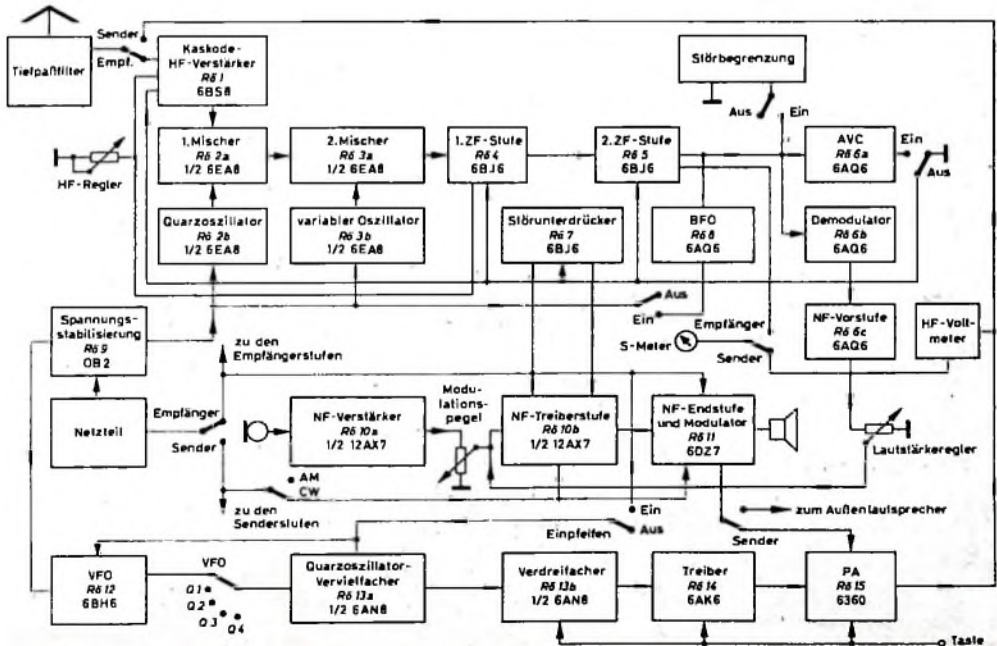 Sender
Tiefpaßfilter
Empf.
Kaskode-
HF-Verstärker
Rö 1
6BS8
Störbegrenzung
Aus
Ein
HF-Regler
1. Mischer
Rö 2a
1/2 6EA8
2. Mischer
Rö 3a
1/2 6EA8
1. ZF-Stufe
Rö 4
6BJ6
2. ZF-Stufe
Rö 5
6BJ6
AVC
Rö 6a
6AQ6
Ein
Aus
Quarzoszillator
Rö 2b
1/2 6EA8
variabler Oszillator
Rö 3b
1/2 6EA8
Störunterdrücker
Rö 7
6BJ6
BFO
Rö 8
6AQ6
Demodulator
Rö 6b
6AQ6
Aus
Ein
Spannungs-
stabilisierung
Rö 9
OB2
zu den
Empfängerstufen
S-Meter
Empfänger
Sender
NF-Vorstufe
Rö 6c
6AQ6
HF-Volt-
meter
Netzteil
Empfänger
Sender
NF-Verstärker
Rö 10a
1/2 12AX7
Modu-
lations-
pegel
NF-Treiberstufe
Rö 10b
1/2 12AX7
NF-Endstufe
und Modulator
Rö 11
6DZ7
Lautstärkeregler
AM
CW
zu den
Senderstufen
Einpfeifen
Ein
Aus
zum Außenlautsprecher
Sender
VFO
Rö 12
6BH6
VFO
Q1
Q2
Q3
Q4
Quarzoszillator-
Vervielfacher
Rö 13a
1/2 6AN8
Verdreifacher
Rö 13b
1/2 6AN8
Treiber
Rö 14
6AK6
PA
Rö 15
6360
Taste